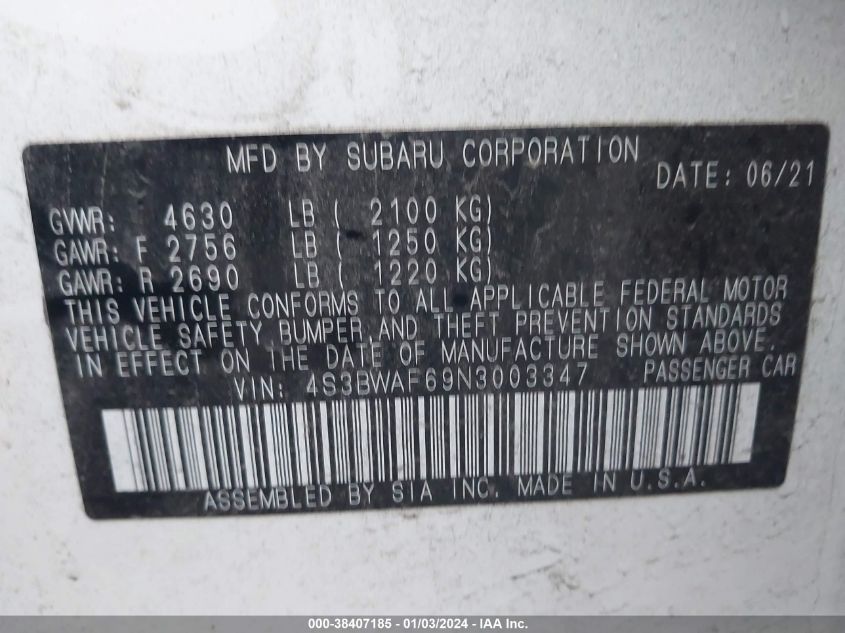 MFD BY SUBARU CORPORATION
DATE: 06/21
GVWR: 4630 LB ( 2100 KG)
GAWR: F 2756 LB ( 1250 KG)
GAWR: R 2690 LB ( 1220 KG)
THIS VEHICLE CONFORMS TO ALL APPLICABLE FEDERAL MOTOR
VEHICLE SAFETY BUMPER AND THEFT PREVENTION STANDARDS
IN EFFECT ON THE DATE OF MANUFACTURE SHOWN ABOVE.
VIN: 4S3BWAF69N3003347 PASSENGER CAR
ASSEMBLED BY SIA INC. MADE IN U.S.A.
000-38407185 - 01/03/2024 - IAA Inc.